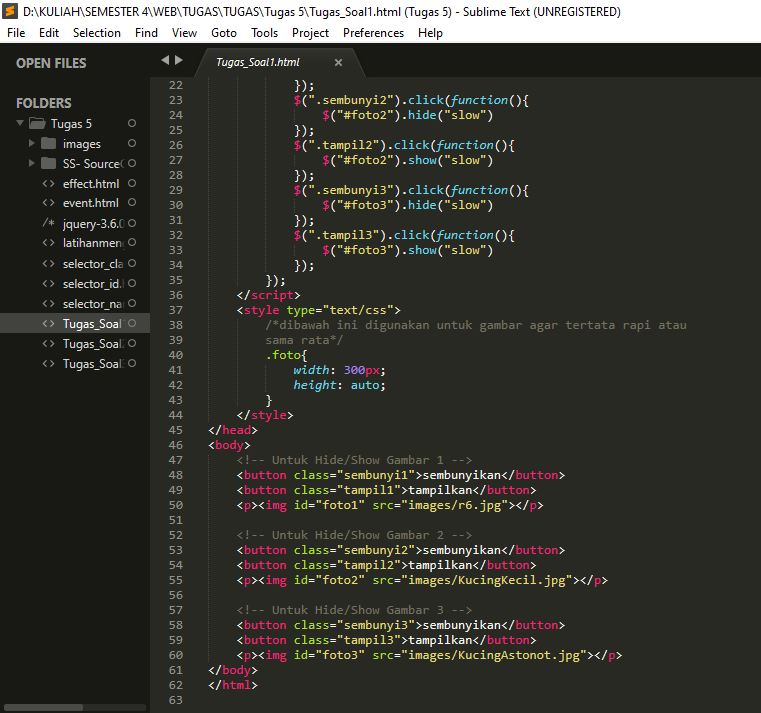 D:\KULIAH\SEMESTER 4\WEB\TUGAS\TUGAS\Tugas 5\Tugas_Soal1.html (Tugas 5) - Sublime Text (UNREGISTERED)
File Edit Selection Find View Goto Tools Project Preferences Help
OPEN FILES
FOLDERS
Tugas 5
images
SS- Source
effect.html
event.html
/* jquery-3.6.0
latihanmen
selector_cla
selector_id.
selector_na
Tugas_Soal
Tugas_Soal
Tugas_Soal
Tugas_Soal1.html
22 });
23 $(".sembunyi2").click(function(){
24 $("#foto2").hide("slow")
25 });
26 $(".tampil2").click(function(){
27 $("#foto2").show("slow")
28 });
29 $(".sembunyi3").click(function(){
30 $("#foto3").hide("slow")
31 });
32 $(".tampil3").click(function(){
33 $("#foto3").show("slow")
34 });
35 });
36 </script>
37 <style type="text/css">
38 /*dibawah ini digunakan untuk gambar agar tertata rapi atau
39 sama rata*/
40 .foto{
41 width: 300px;
42 height: auto;
43 }
44 </style>
45 </head>
46 <body>
47 <!-- Untuk Hide/Show Gambar 1 -->
48 <button class="sembunyi1">sembunyikan</button>
49 <button class="tampil1">tampilkan</button>
50 <p><img id="foto1" src="images/r6.jpg"></p>
51
52 <!-- Untuk Hide/Show Gambar 2 -->
53 <button class="sembunyi2">sembunyikan</button>
54 <button class="tampil2">tampilkan</button>
55 <p><img id="foto2" src="images/KucingKecil.jpg"></p>
56
57 <!-- Untuk Hide/Show Gambar 3 -->
58 <button class="sembunyi3">sembunyikan</button>
59 <button class="tampil3">tampilkan</button>
60 <p><img id="foto3" src="images/KucingAstonot.jpg"></p>
61 </body>
62 </html>
63